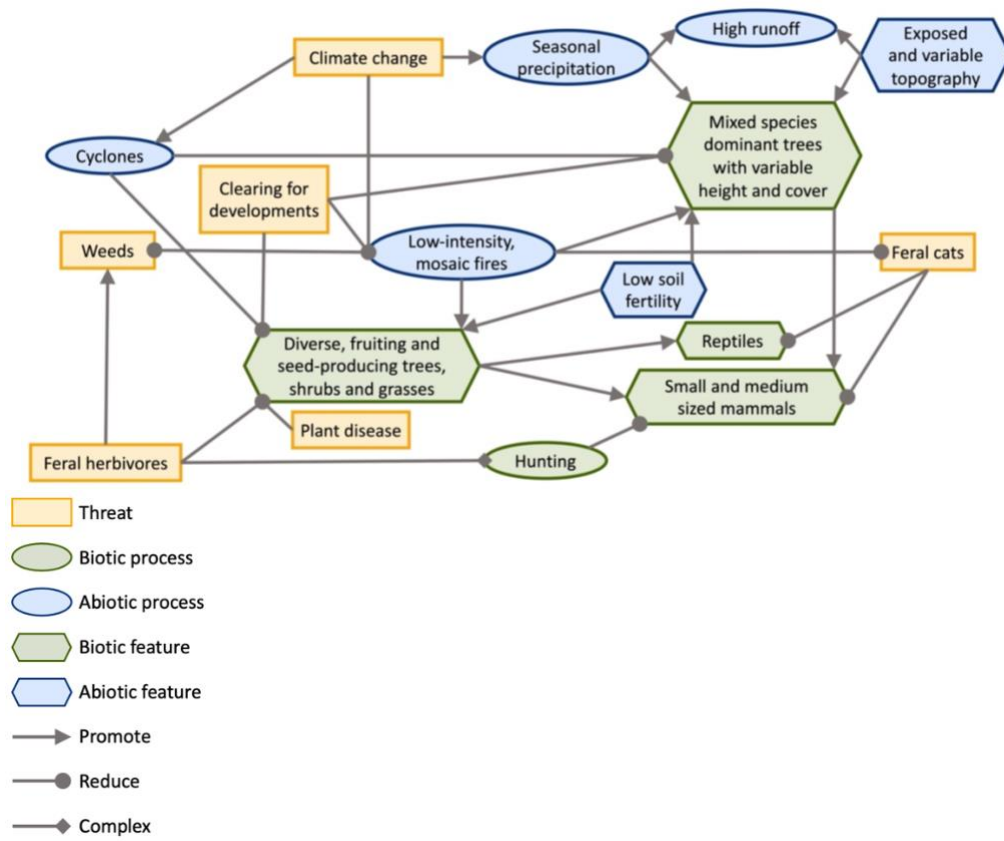 Climate change
Seasonal
precipitation
High runoff
Exposed
and variable
topography
Cyclones
Clearing for
developments
Mixed species
dominant trees
with variable
height and cover
Weeds
Low-intensity,
mosaic fires
Low soil
fertility
Feral cats
Diverse, fruiting and
seed-producing trees,
shrubs and grasses
Reptiles
Small and medium
sized mammals
Plant disease
Feral herbivores
Hunting
Threat
Biotic process
Abiotic process
Biotic feature
Abiotic feature
Promote
Reduce
Complex